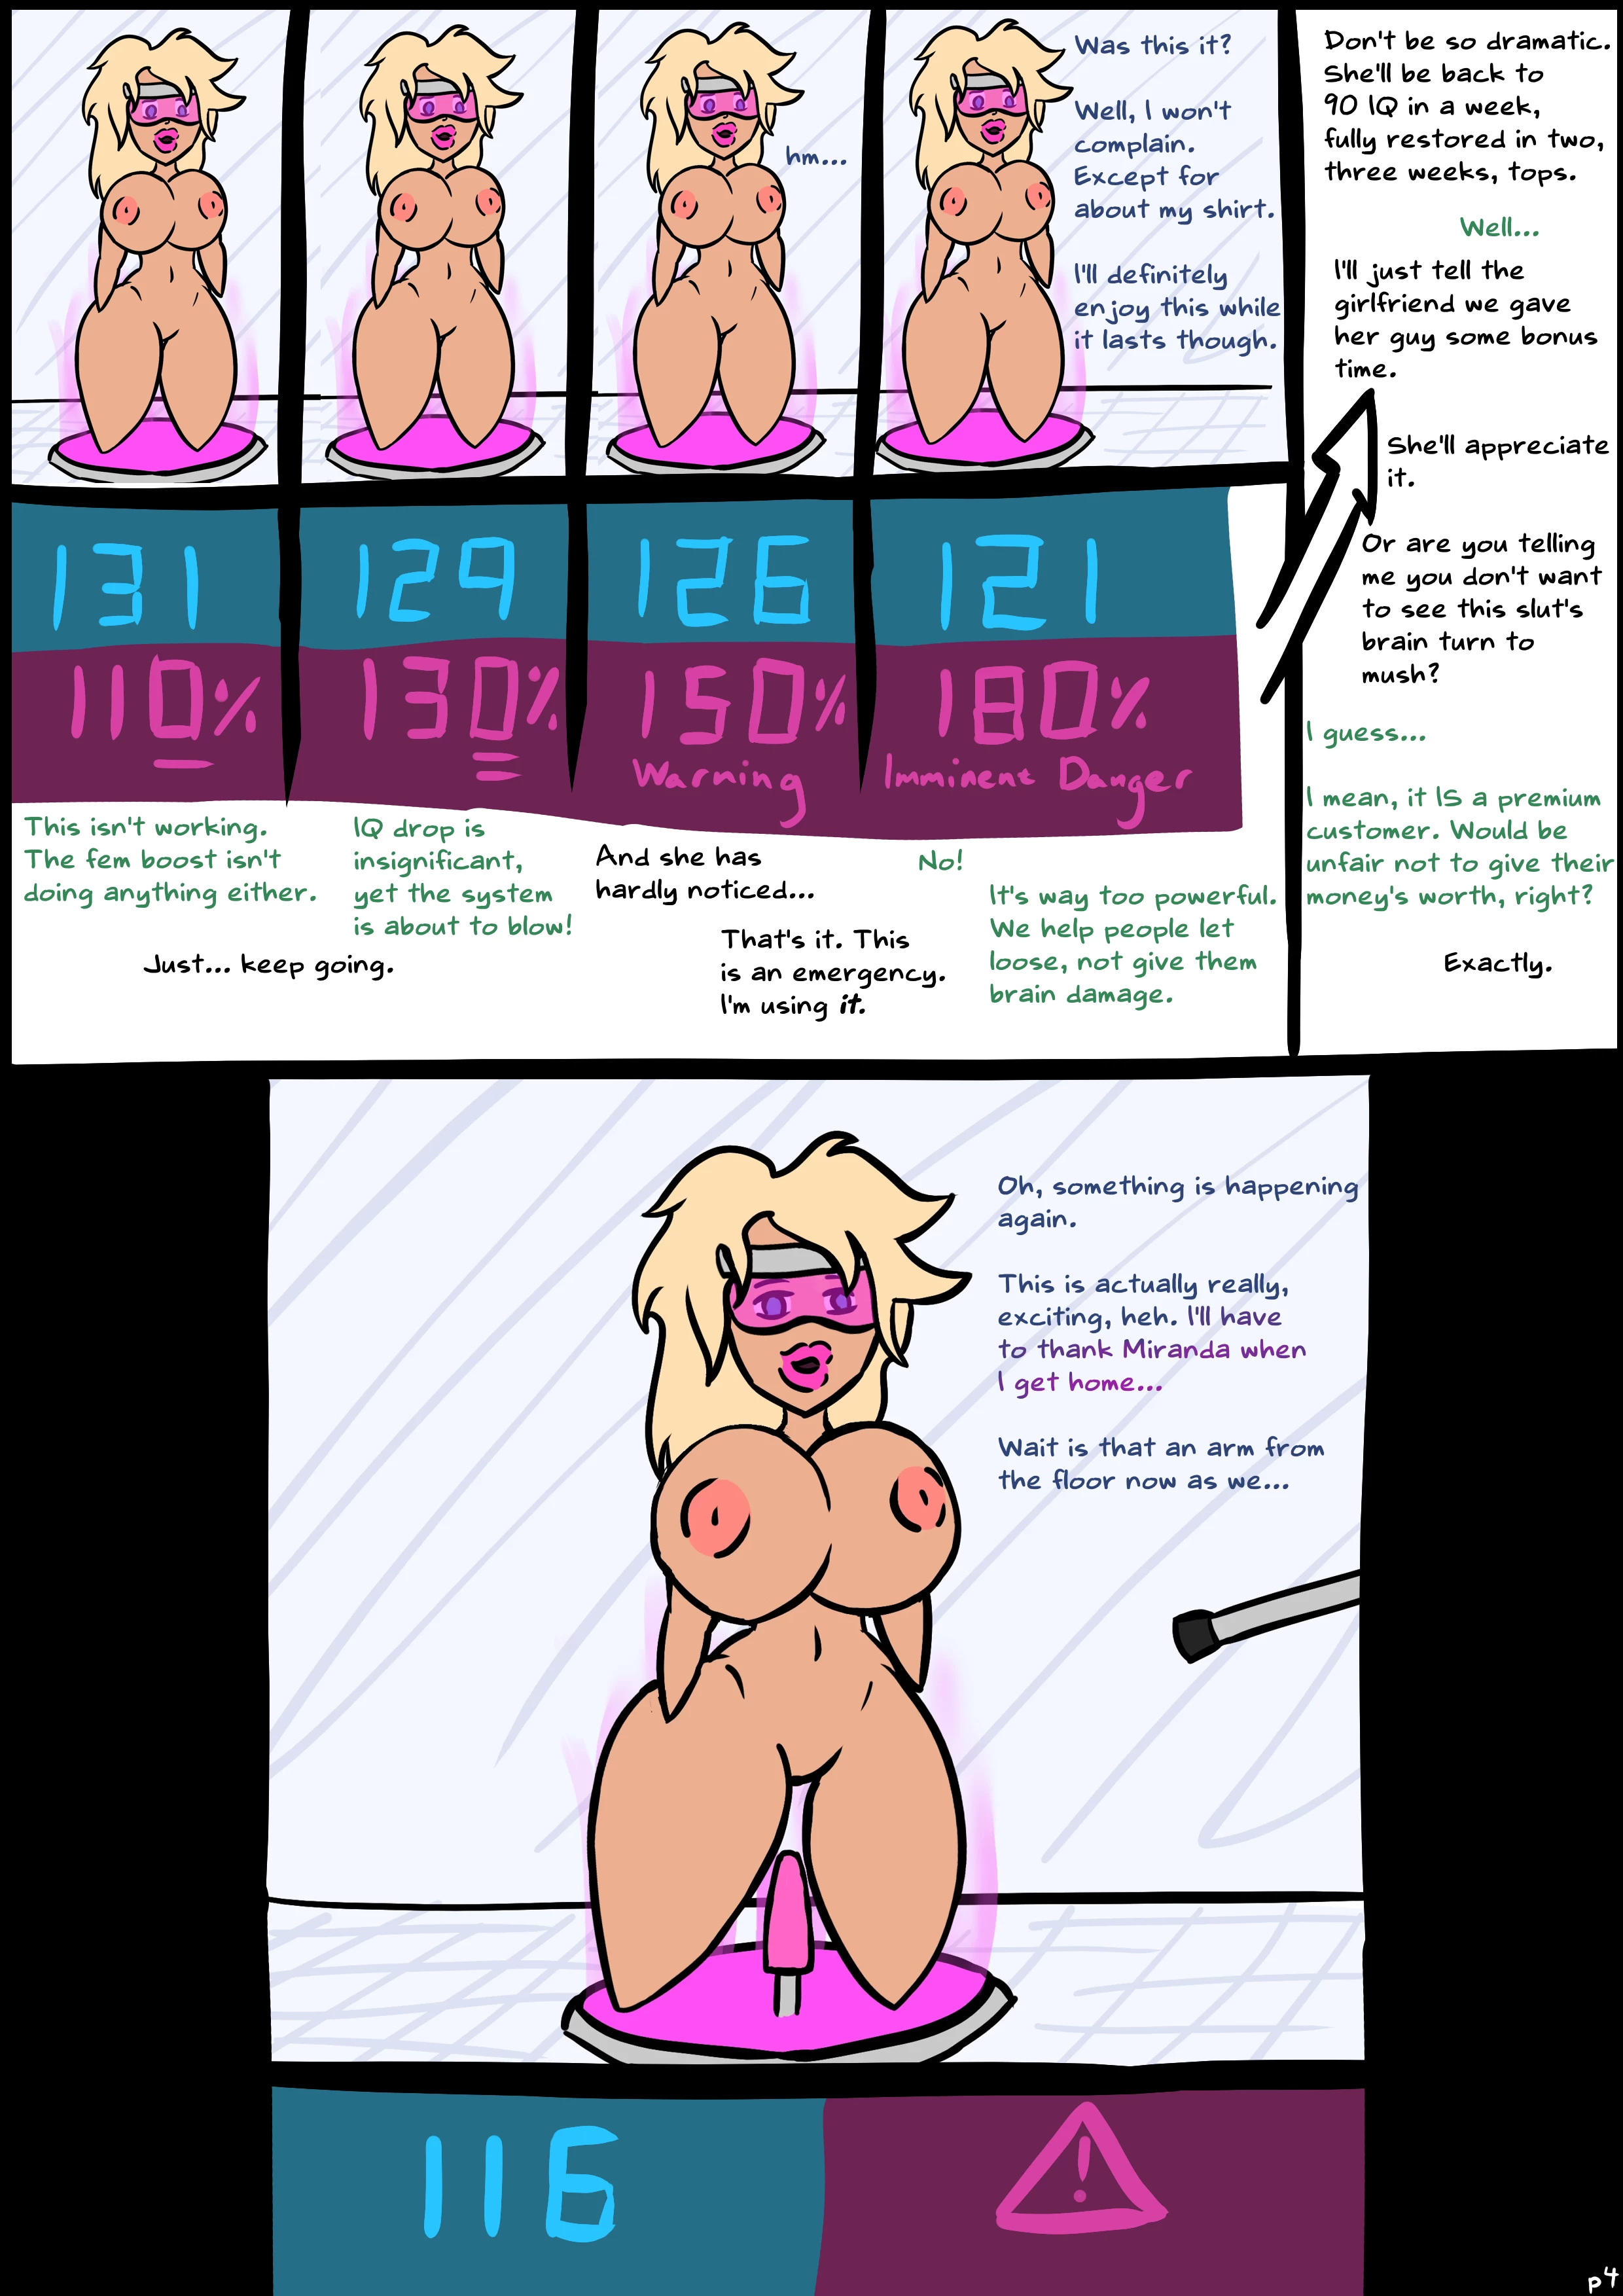 hm...
Was this it?
Well, I won't
complain.
Except for
about my shirt.
I'll definitely
enjoy this while
it lasts though.
131
129
126
121
110%
130%
150%
180%
Warning
Imminent Danger
This isn't working.
The fem boost isn't
doing anything either.
Just... keep going.
IQ drop is
insignificant,
yet the system
is about to blow!
And she has
hardly noticed...
That's it. This
is an emergency.
I'm using it.
No!
It's way too powerful.
We help people let
loose, not give them
brain damage.
Don't be so dramatic.
She'll be back to
90 IQ in a week,
fully restored in two,
three weeks, tops.
Well...
I'll just tell the
girlfriend we gave
her guy some bonus
time.
She'll appreciate
it.
Or are you telling
me you don't want
to see this slut's
brain turn to
mush?
I guess...
I mean, it IS a premium
customer. Would be
unfair not to give their
money's worth, right?
Exactly.
Oh, something is happening
again.
This is actually really,
exciting, heh. I'll have
to thank Miranda when
I get home...
Wait is that an arm from
the floor now as we...
116
!
p4